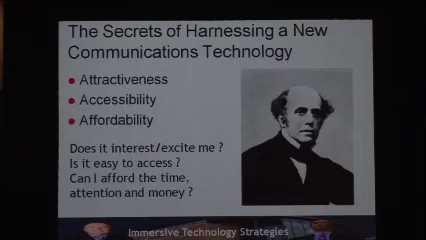 The Secrets of Harnessing a New
Communications Technology
Attractiveness
Accessibility
Affordability
Does it interest/excite me ?
Is it easy to access ?
Can I afford the time,
attention and money ?
Immersive Technology Strategies